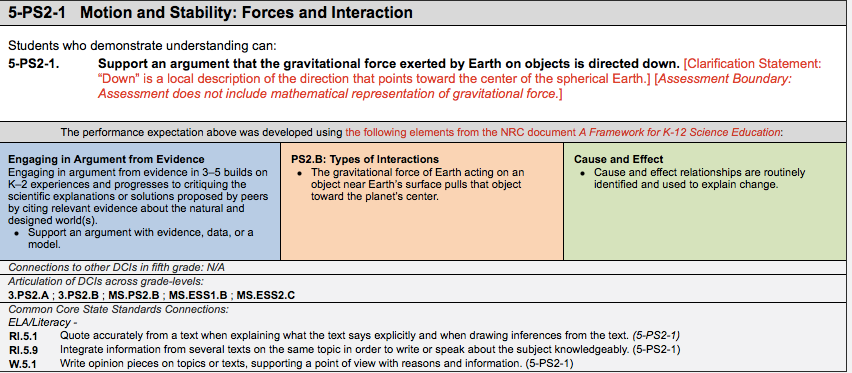 5-PS2-1 Motion and Stability: Forces and Interaction
Students who demonstrate understanding can:
5-PS2-1. Support an argument that the gravitational force exerted by Earth on objects is directed down. [Clarification Statement:
“Down” is a local description of the direction that points toward the center of the spherical Earth.] [Assessment Boundary:
Assessment does not include mathematical representation of gravitational force.]
The performance expectation above was developed using the following elements from the NRC document A Framework for K-12 Science Education:
Engaging in Argument from Evidence
Engaging in argument from evidence in 3–5 builds on
K–2 experiences and progresses to critiquing the
scientific explanations or solutions proposed by peers
by citing relevant evidence about the natural and
designed world(s).
• Support an argument with evidence, data, or a
model.
PS2.B: Types of Interactions
• The gravitational force of Earth acting on an
object near Earth’s surface pulls that object
toward the planet’s center.
Cause and Effect
• Cause and effect relationships are routinely
identified and used to explain change.
Connections to other DCIs in fifth grade: N/A
Articulation of DCIs across grade-levels:
3.PS2.A ; 3.PS2.B ; MS.PS2.B ; MS.ESS1.B ; MS.ESS2.C
Common Core State Standards Connections:
ELA/Literacy -
RI.5.1 Quote accurately from a text when explaining what the text says explicitly and when drawing inferences from the text. (5-PS2-1)
RI.5.9 Integrate information from several texts on the same topic in order to write or speak about the subject knowledgeably. (5-PS2-1)
W.5.1 Write opinion pieces on topics or texts, supporting a point of view with reasons and information. (5-PS2-1)